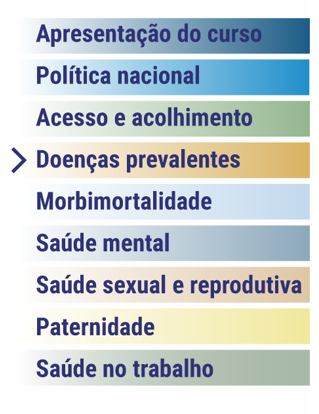 Apresentação do curso
Política nacional
Acesso e acolhimento
Doenças prevalentes
Morbimortalidade
Saúde mental
Saúde sexual e reprodutiva
Paternidade
Saúde no trabalho